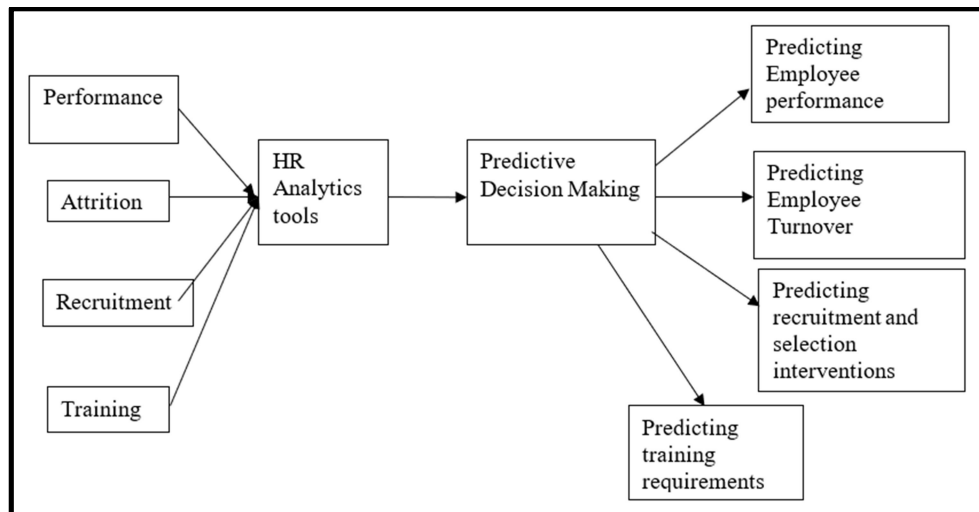 Performance
Attrition
Recruitment
Training
HR
Analytics
tools
Predictive
Decision Making
Predicting
Employee
performance
Predicting
Employee
Turnover
Predicting
recruitment and
selection
interventions
Predicting
training
requirements